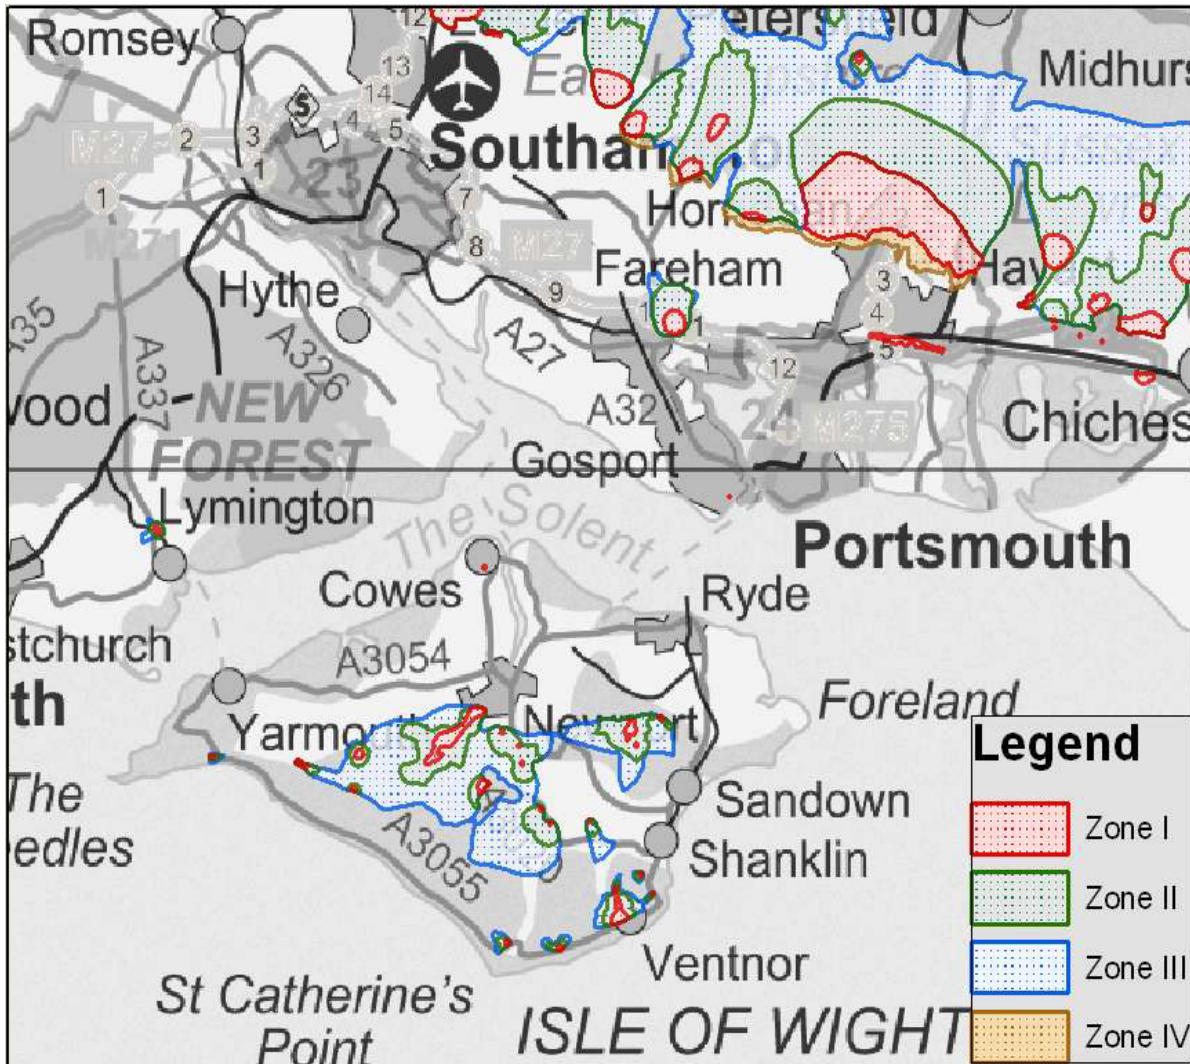 Romsey
12
13
14
Midhurs
S
M27
2
3
4
5
1
23
Southam
1
7
M271
8
M27
Hor
Hythe
9
Fareham
3
Hav
4
A35
A337
A326
A27
1
1
5
12
wood
NEW
FOREST
A32
24
M275
Chiches
Gosport
Lymington
The Solent
Portsmouth
Cowes
Ryde
stchurch
A3054
th
Yarmouth
Newport
Foreland
Legend
The
edles
Sandown
Zone I
A3055
Shanklin
Zone II
Ventnor
Zone III
St Catherine's
Point
ISLE OF WIGHT
Zone IV